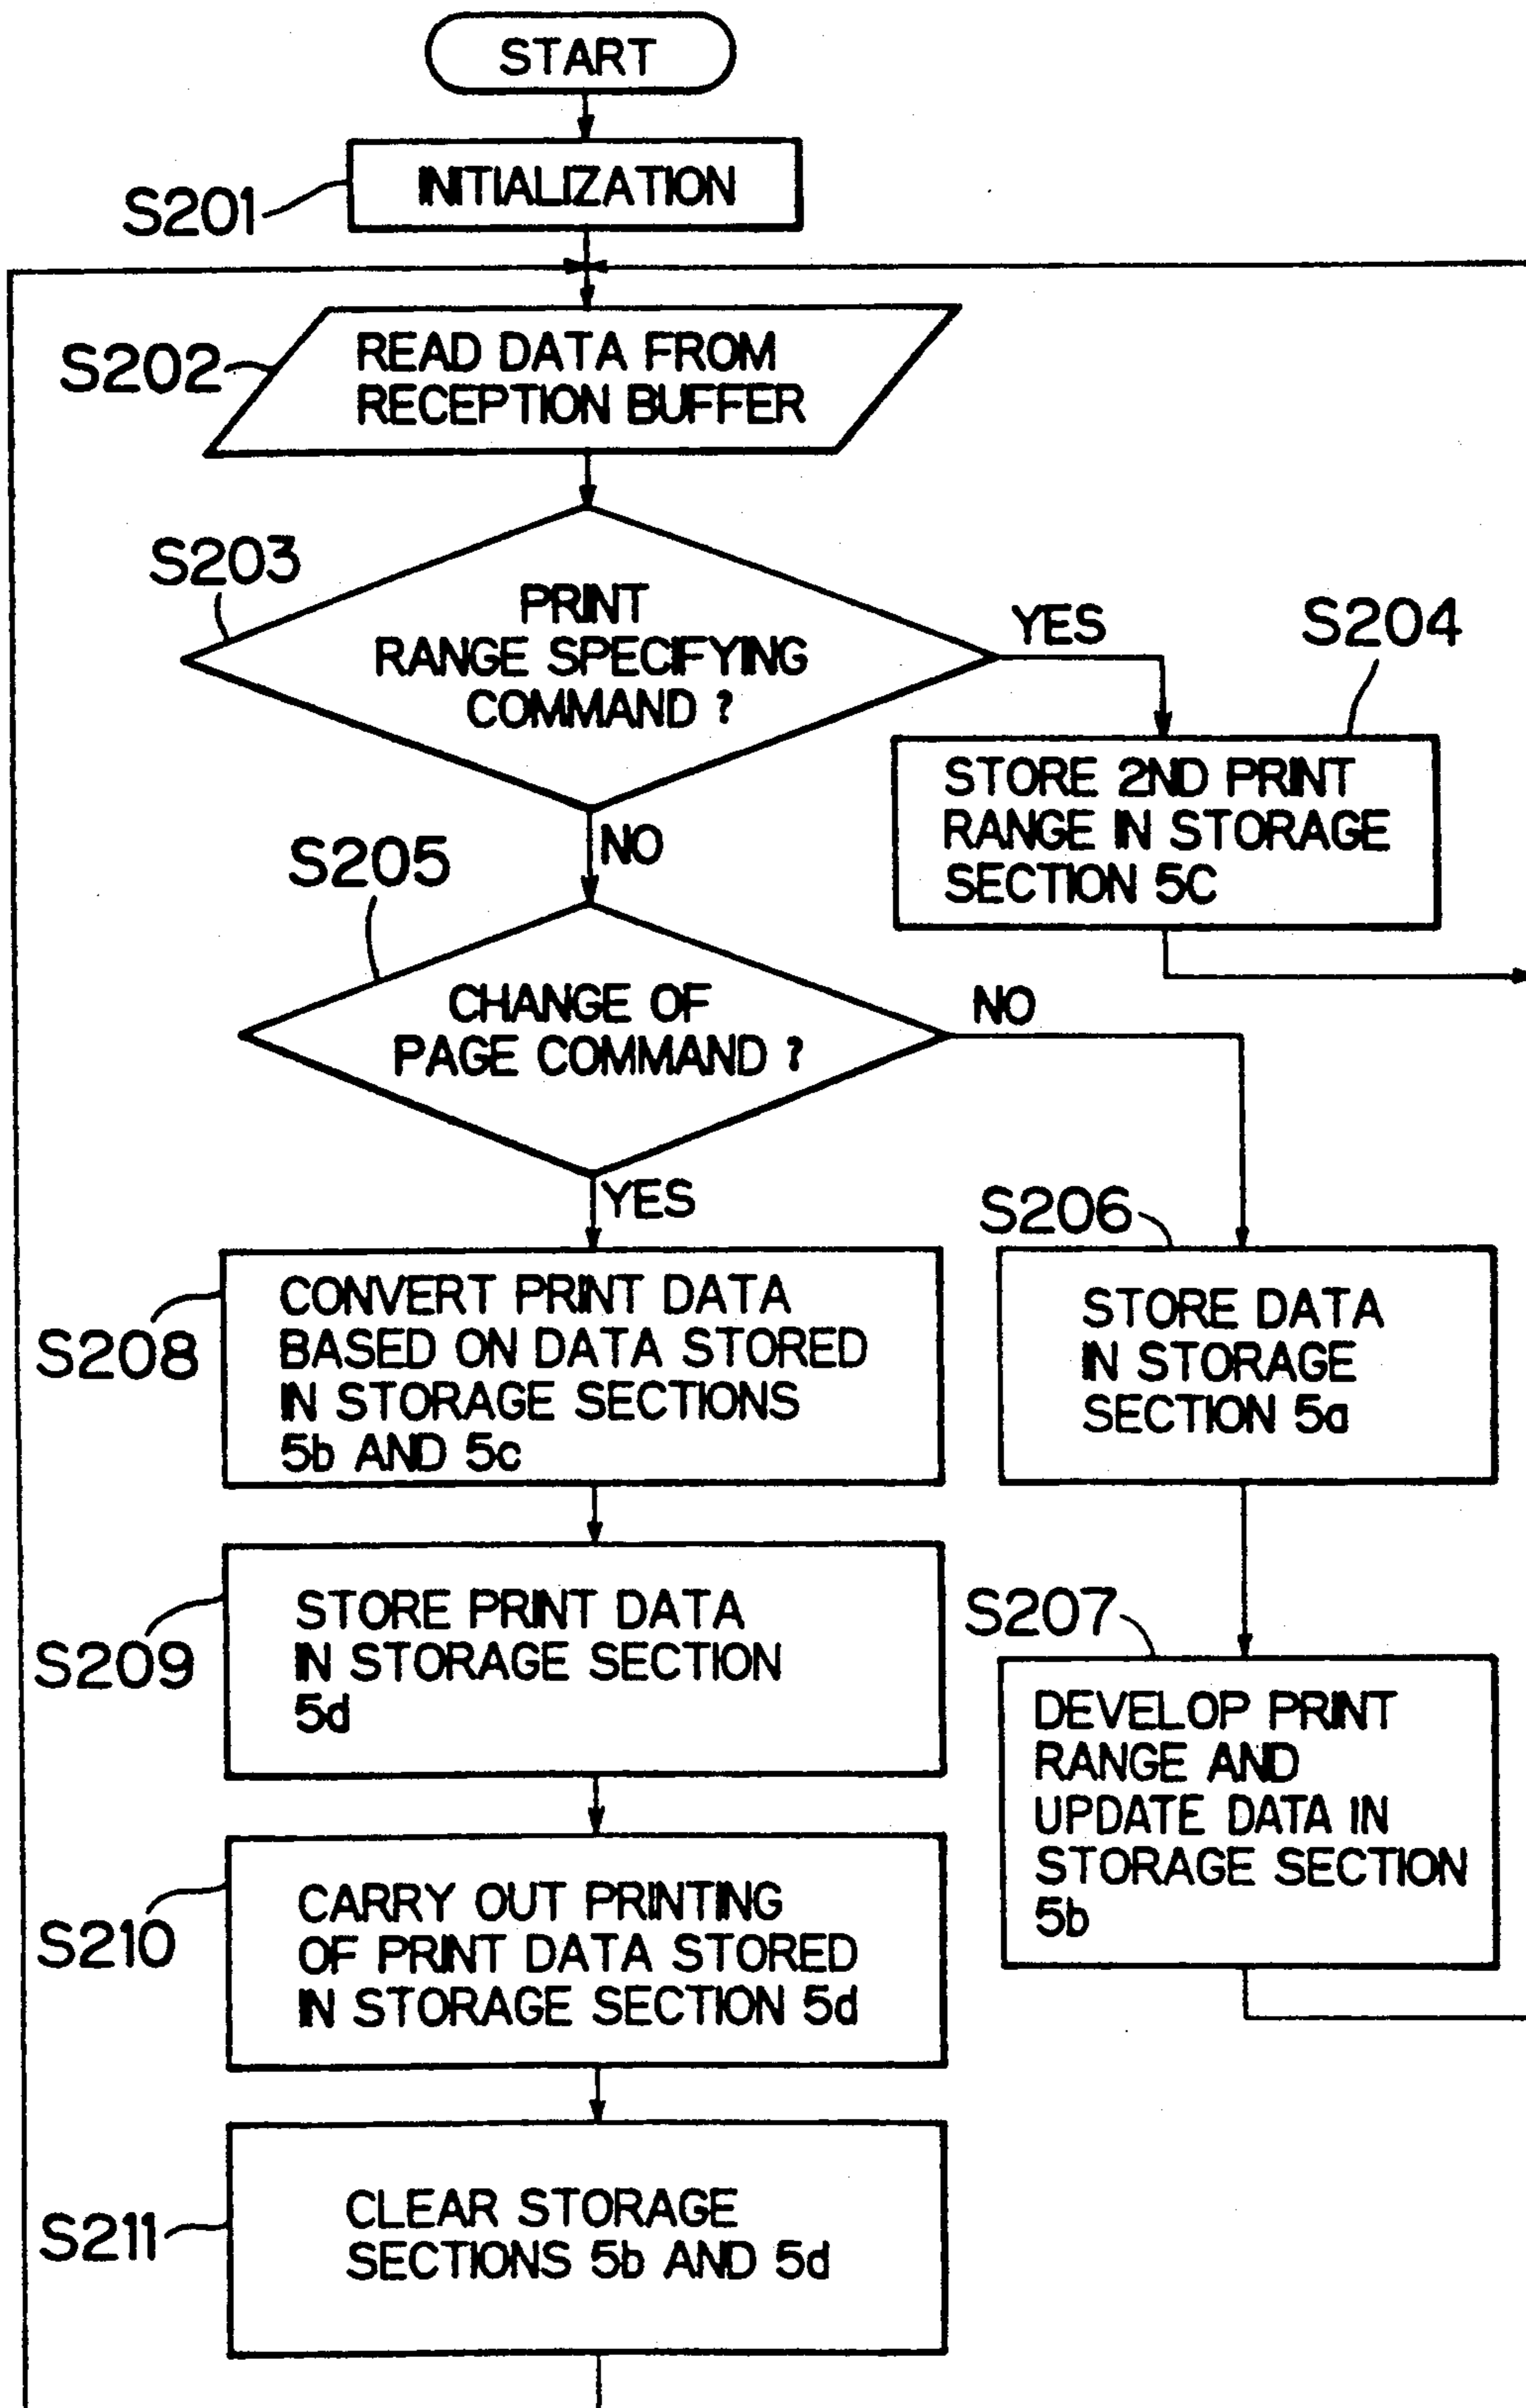 START
INITIALIZATION
S201
READ DATA FROM
RECEPTION BUFFER
S202
S203
PRINT
RANGE SPECIFYING
COMMAND ?
YES
S204
STORE 2ND PRINT
RANGE IN STORAGE
SECTION 5C
NO
S205
CHANGE OF
PAGE COMMAND ?
NO
YES
S206
STORE DATA
IN STORAGE
SECTION 5a
S208
CONVERT PRINT DATA
BASED ON DATA STORED
IN STORAGE SECTIONS
5b AND 5c
S207
DEVELOP PRINT
RANGE AND
UPDATE DATA IN
STORAGE SECTION
5b
S209
STORE PRINT DATA
IN STORAGE SECTION
5d
S210
CARRY OUT PRINTING
OF PRINT DATA STORED
IN STORAGE SECTION 5d
S211
CLEAR STORAGE
SECTIONS 5b AND 5d